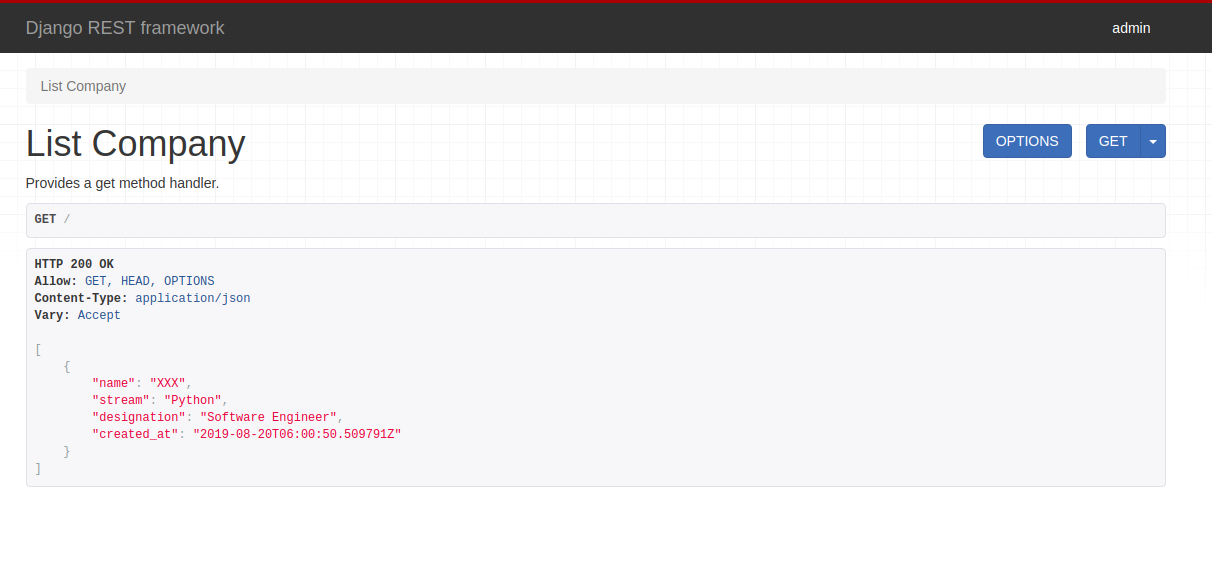 Django REST framework
admin
List Company
List Company
OPTIONS
GET
Provides a get method handler.
GET /
HTTP 200 OK
Allow: GET, HEAD, OPTIONS
Content-Type: application/json
Vary: Accept
[
    {
        "name": "XXX",
        "stream": "Python",
        "designation": "Software Engineer",
        "created_at": "2019-08-20T06:00:50.509791Z"
    }
]